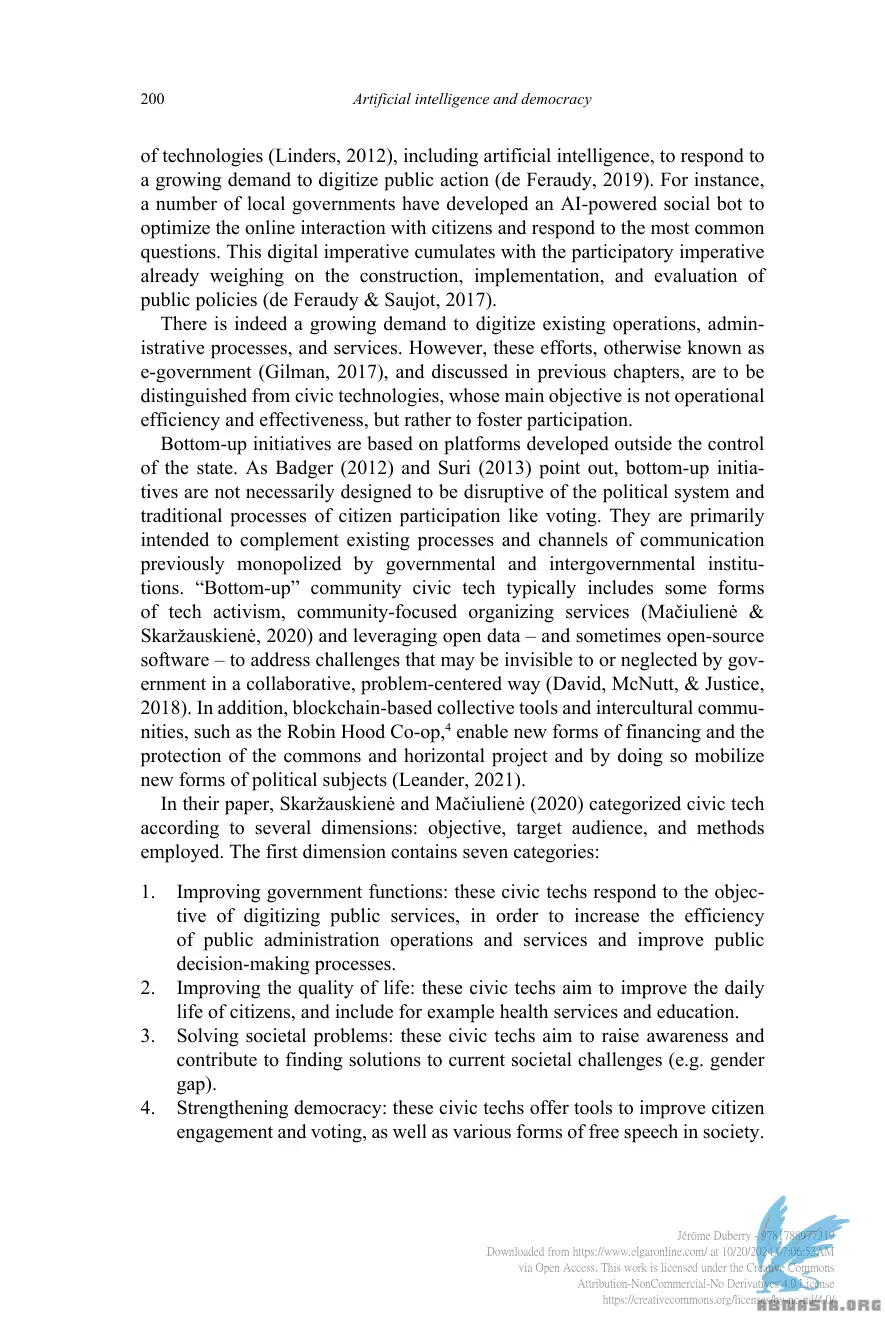 200 Artificial intelligence and democracy
of technologies (Linders, 2012), including artificial intelligence, to respond to
a growing demand to digitize public action (de Feraudy, 2019). For instance,
a number of local governments have developed an AI-powered social bot to
optimize the online interaction with citizens and respond to the most common
questions. This digital imperative cumulates with the participatory imperative
already weighing on the construction, implementation, and evaluation of
public policies (de Feraudy & Saujot, 2017).
There is indeed a growing demand to digitize existing operations, admin-
istrative processes, and services. However, these efforts, otherwise known as
e-government (Gilman, 2017), and discussed in previous chapters, are to be
distinguished from civic technologies, whose main objective is not operational
efficiency and effectiveness, but rather to foster participation.
Bottom-up initiatives are based on platforms developed outside the control
of the state. As Badger (2012) and Suri (2013) point out, bottom-up initia-
tives are not necessarily designed to be disruptive of the political system and
traditional processes of citizen participation like voting. They are primarily
intended to complement existing processes and channels of communication
previously monopolized by governmental and intergovernmental institu-
tions. “Bottom-up” community civic tech typically includes some forms
of tech activism, community-focused organizing services (Mačiulienė &
Skaržauskienė, 2020) and leveraging open data – and sometimes open-source
software – to address challenges that may be invisible to or neglected by gov-
ernment in a collaborative, problem-centered way (David, McNutt, & Justice,
2018). In addition, blockchain-based collective tools and intercultural commu-
nities, such as the Robin Hood Co-op,⁴ enable new forms of financing and the
protection of the commons and horizontal project and by doing so mobilize
new forms of political subjects (Leander, 2021).
In their paper, Skaržauskienė and Mačiulienė (2020) categorized civic tech
according to several dimensions: objective, target audience, and methods
employed. The first dimension contains seven categories:
1. Improving government functions: these civic techs respond to the objec-
tive of digitizing public services, in order to increase the efficiency
of public administration operations and services and improve public
decision-making processes.
2. Improving the quality of life: these civic techs aim to improve the daily
life of citizens, and include for example health services and education.
3. Solving societal problems: these civic techs aim to raise awareness and
contribute to finding solutions to current societal challenges (e.g. gender
gap).
4. Strengthening democracy: these civic techs offer tools to improve citizen
engagement and voting, as well as various forms of free speech in society.
Jérôme Duberry - 9781788977319
Downloaded from https://www.elgaronline.com/ at 10/20/2024 07:06:53AM
via Open Access. This work is licensed under the Creative Commons
Attribution-NonCommercial-No Derivatives 4.0 License
https://creativecommons.org/licenses/by-nc-nd/4.0/
ABMASIA.ORG